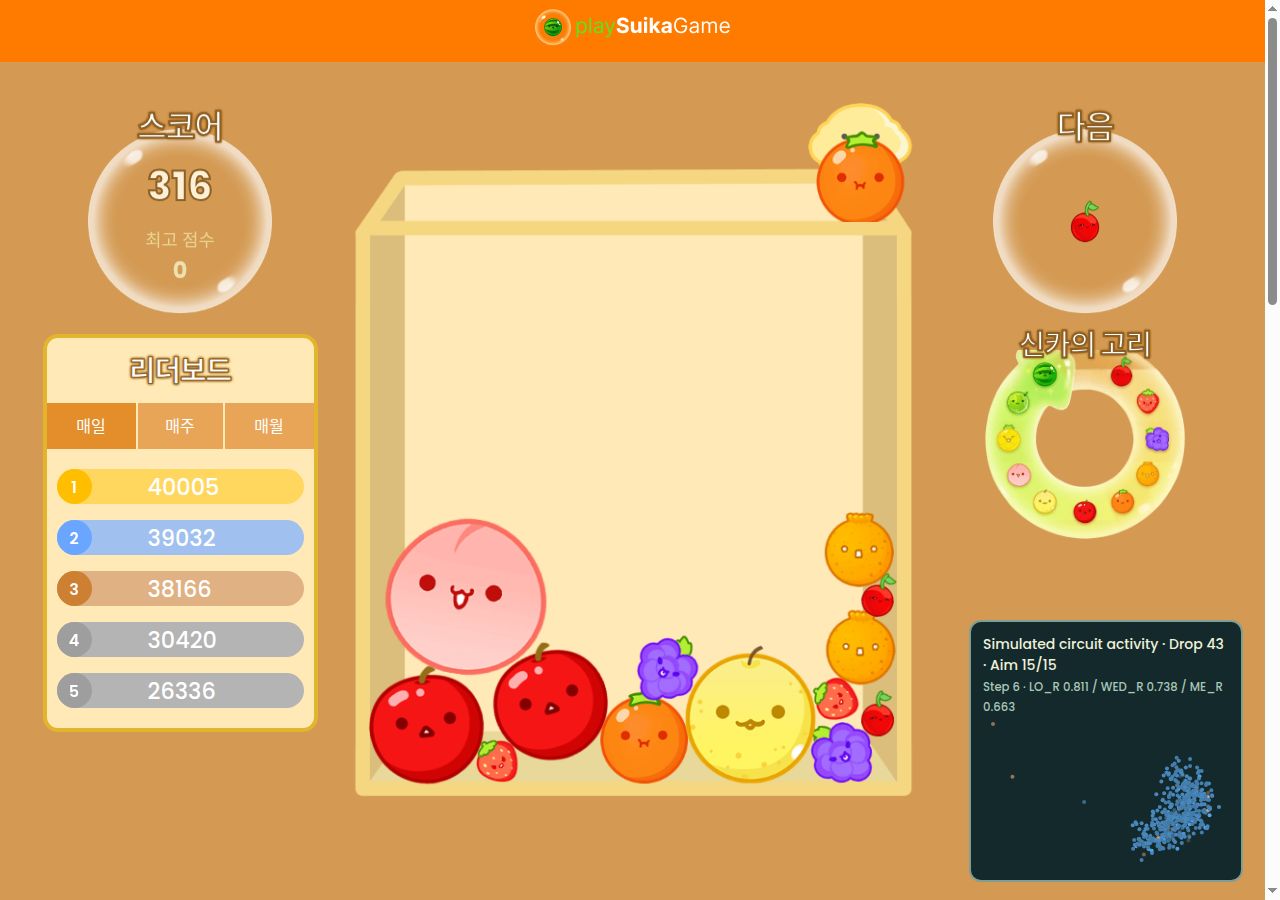 playSuikaGame
스코어
316
최고 점수
0
리더보드
매일 매주 매월
1 40005
2 39032
3 38166
4 30420
5 26336
다음
신카의 고리
Simulated circuit activity · Drop 43
· Aim 15/15
Step 6 · LO_R 0.811 / WED_R 0.738 / ME_R
0.663